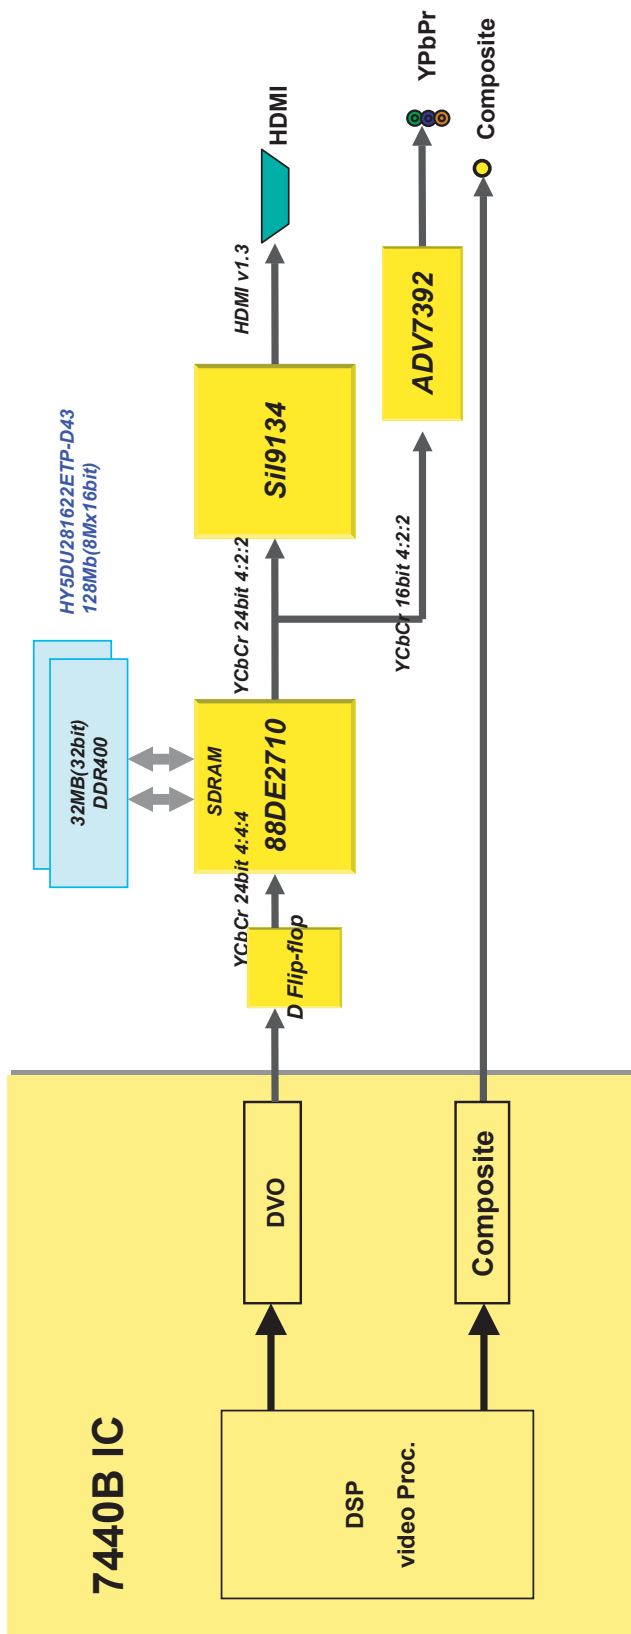 7440B IC
DSP
video Proc.
DVO
Composite
D Flip-flop
YCbCr 24bit 4:4:4
SDRAM
88DE2710
32MB(32bit)
DDR400
HY5DU281622ETP-D43
128Mb(8Mx16bit)
YCbCr 24bit 4:2:2
YCbCr 16bit 4:2:2
SiI9134
HDMI v1.3
HDMI
ADV7392
YPbPr
Composite